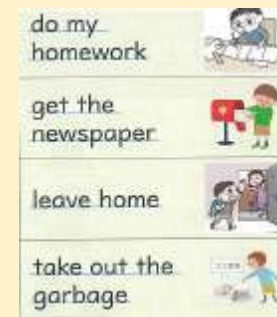 do my
homework
get the
newspaper
leave home
take out the
garbage